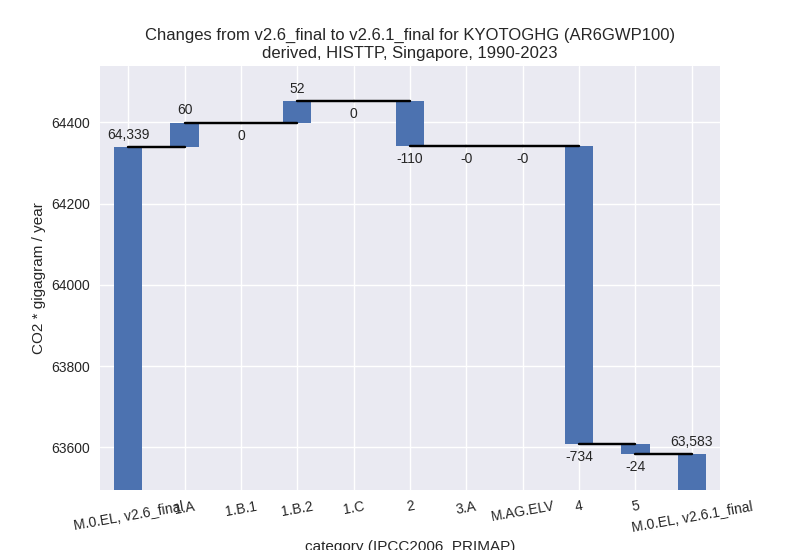 Changes from v2.6_final to v2.6.1_final for KYOTOGHG (AR6GWP100)
derived, HISTTP, Singapore, 1990-2023
CO2 * gigagram / year
64400
64200
64000
63800
63600
64,339
60
0
52
0
-110
-0
-0
-734
-24
63,583
M.0.EL, v2.6_final
1.A
1.B.1
1.B.2
1.C
2
3.A
M.AG.ELV
4
5
M.0.EL, v2.6.1_final
category (IPCC2006_PRIMAP)